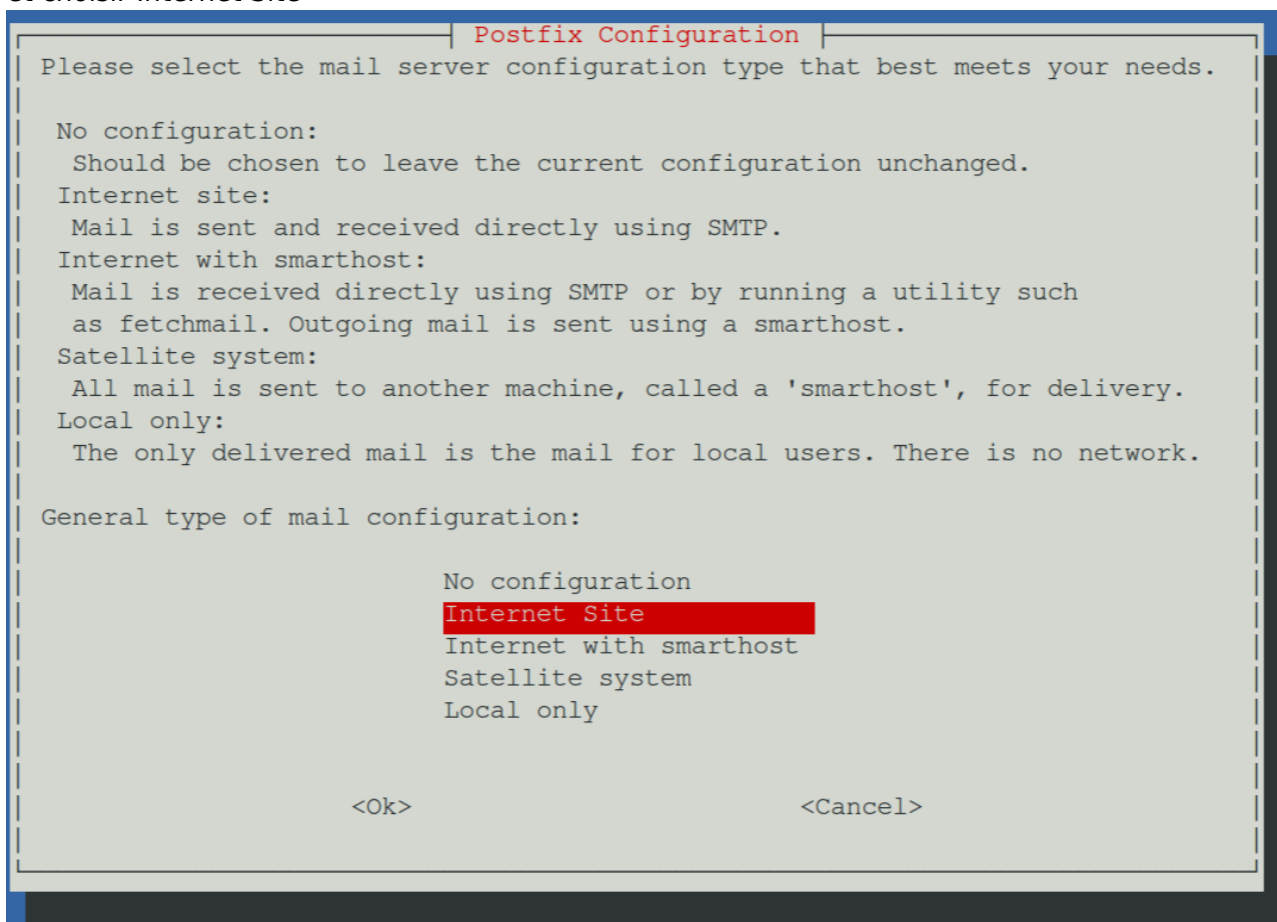 et choisir Internet Site
Postfix Configuration
Please select the mail server configuration type that best meets your needs.
No configuration:
Should be chosen to leave the current configuration unchanged.
Internet site:
Mail is sent and received directly using SMTP.
Internet with smarthost:
Mail is received directly using SMTP or by running a utility such
as fetchmail. Outgoing mail is sent using a smarthost.
Satellite system:
All mail is sent to another machine, called a 'smarthost', for delivery.
Local only:
The only delivered mail is the mail for local users. There is no network.
General type of mail configuration:
No configuration
Internet Site
Internet with smarthost
Satellite system
Local only
<Ok> <Cancel>